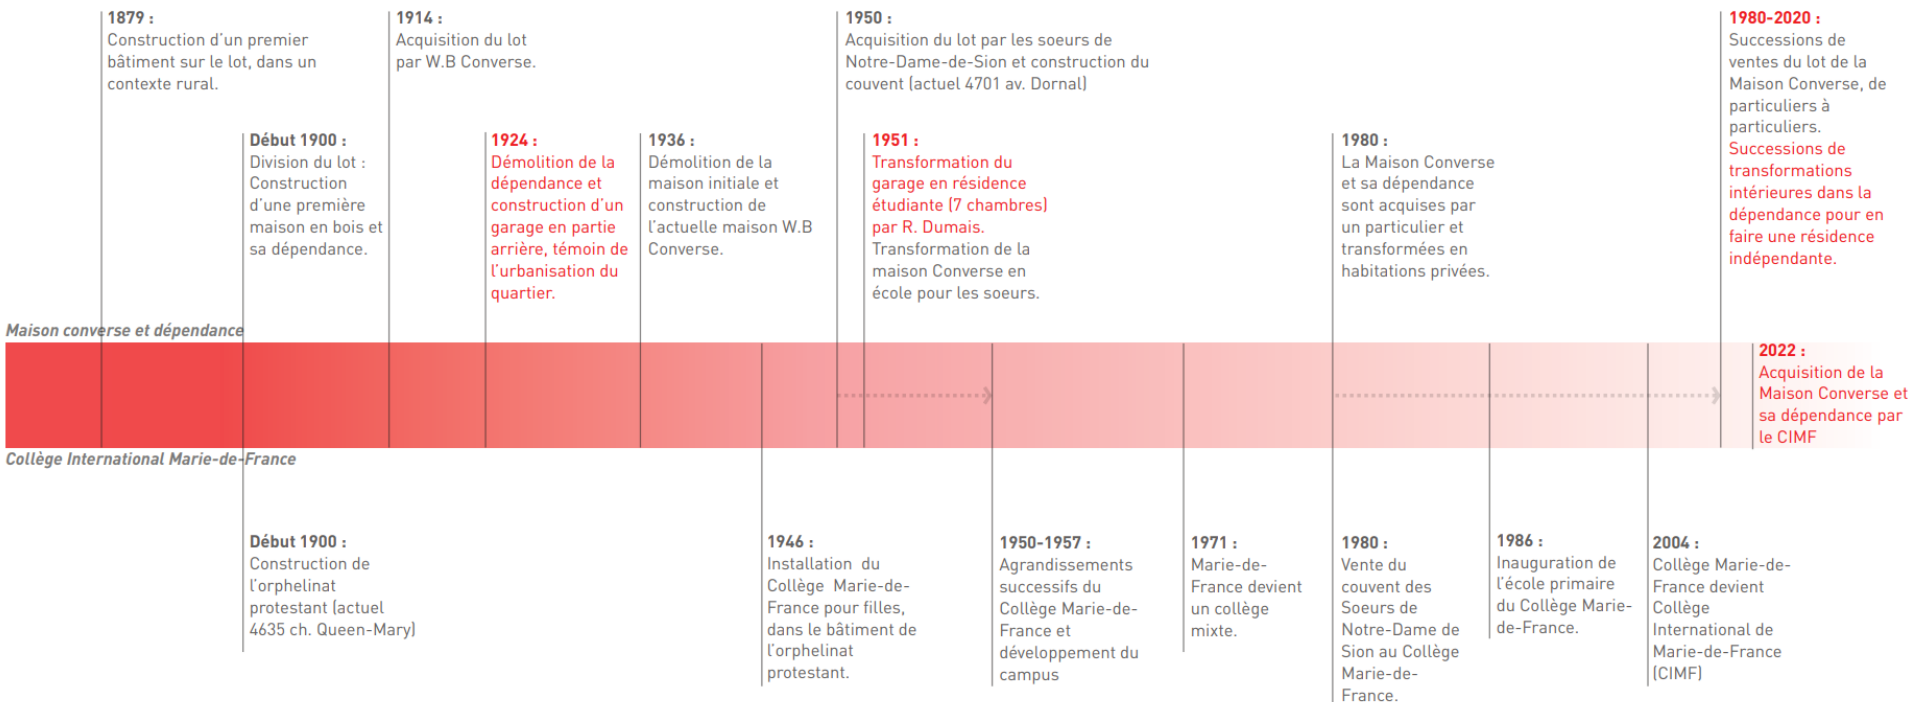 1879 :
Construction d'un premier
bâtiment sur le lot, dans un
contexte rural.
1914 :
Acquisition du lot
par W.B Converse.
1950 :
Acquisition du lot par les soeurs de
Notre-Dame-de-Sion et construction du
couvent (actuel 4701 av. Dornal)
1980-2020 :
Successions de
ventes du lot de la
Maison Converse, de
particuliers à
particuliers.
Successions de
transformations
intérieures dans la
dépendance pour en
faire une résidence
indépendante.
Début 1900 :
Division du lot :
Construction
d'une première
maison en bois et
sa dépendance.
1924 :
Démolition de la
dépendance et
construction d'un
garage en partie
arrière, témoin de
l'urbanisation du
quartier.
1936 :
Démolition de la
maison initiale et
construction de
l'actuelle maison W.B
Converse.
1951 :
Transformation du
garage en résidence
étudiante (7 chambres)
par R. Dumais.
Transformation de la
maison Converse en
école pour les soeurs.
1980 :
La Maison Converse
et sa dépendance
sont acquises par
un particulier et
transformées en
habitations privées.
Maison converse et dépendance
2022 :
Acquisition de la
Maison Converse et
sa dépendance par
le CIMF
Collège International Marie-de-France
Début 1900 :
Construction de
l'orphelinat
protestant (actuel
4635 ch. Queen-Mary)
1946 :
Installation du
Collège Marie-de-
France pour filles,
dans le bâtiment de
l'orphelinat
protestant.
1950-1957 :
Agrandissements
successifs du
Collège Marie-de-
France et
développement du
campus
1971 :
Marie-de-
France devient
un collège
mixte.
1980 :
Vente du
couvent des
Soeurs de
Notre-Dame de
Sion au Collège
Marie-de-
France.
1986 :
Inauguration de
l'école primaire
du Collège Marie-
de-France.
2004 :
Collège Marie-de-
France devient
Collège
International de
Marie-de-France
(CIMF)